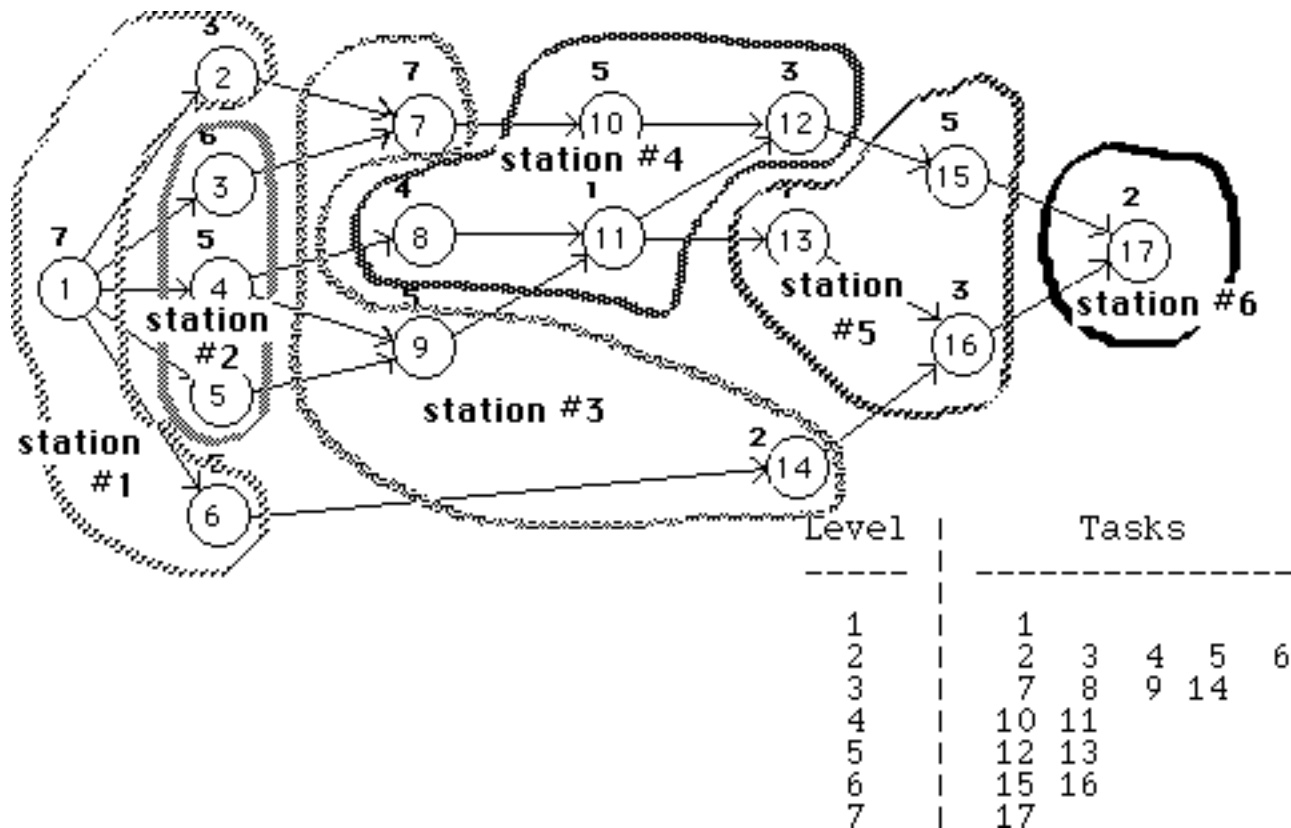 3
2
7
7
5
10
3
12
station #4
6
3
5
15
4
8
1
11
13
2
17
station #6
7
1
5
4
station
#2
station
#5
3
16
9
5
station #3
station
#1
6
2
14
Level | Tasks
----- | ----------------
1 | 1
2 | 2 3 4 5 6
3 | 7 8 9 14
4 | 10 11
5 | 12 13
6 | 15 16
7 | 17